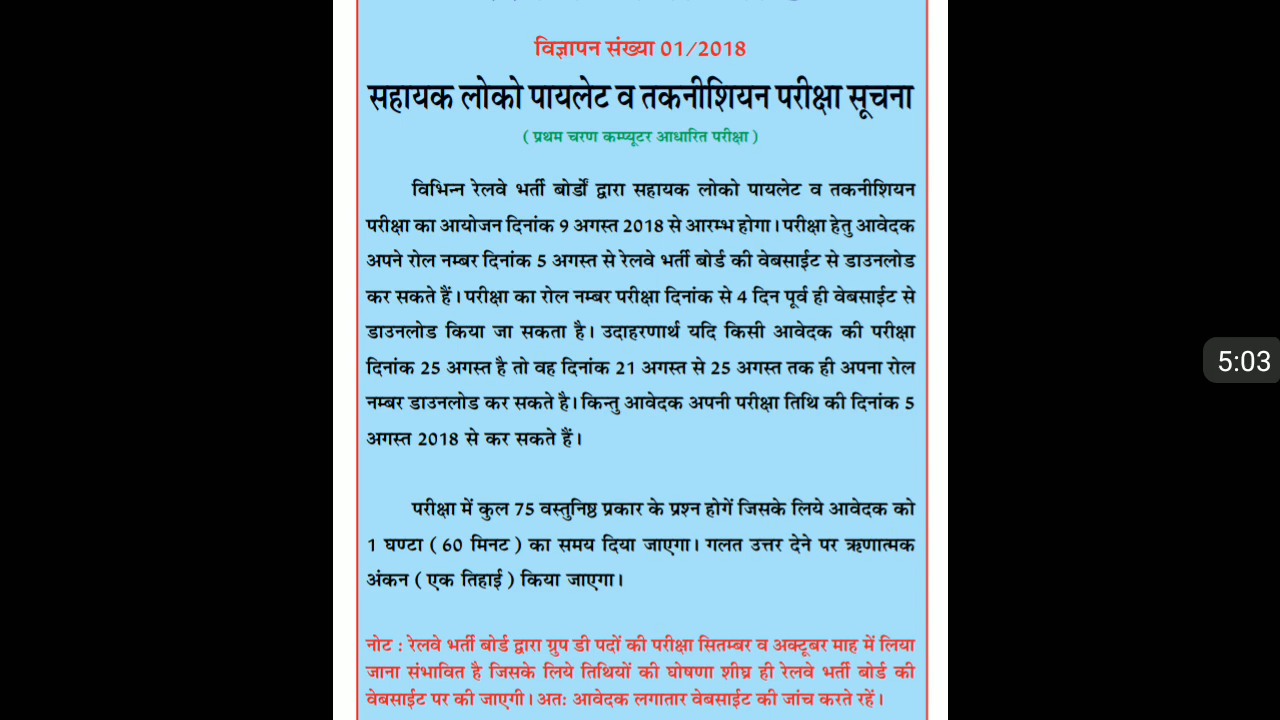 विज्ञापन संख्या 01/2018
सहायक लोको पायलेट व तकनीशियन परीक्षा सूचना
( प्रथम चरण कम्प्यूटर आधारित परीक्षा )
विभिन्न रेलवे भर्ती बोर्डों द्वारा सहायक लोको पायलेट व तकनीशियन
परीक्षा का आयोजन दिनांक 9 अगस्त 2018 से आरम्भ होगा। परीक्षा हेतु आवेदक
अपने रोल नम्बर दिनांक 5 अगस्त से रेलवे भर्ती बोर्ड की वेबसाईट से डाउनलोड
कर सकते हैं। परीक्षा का रोल नम्बर परीक्षा दिनांक से 4 दिन पूर्व ही वेबसाईट से
डाउनलोड किया जा सकता है। उदाहरणार्थ यदि किसी आवेदक की परीक्षा
दिनांक 25 अगस्त है तो वह दिनांक 21 अगस्त से 25 अगस्त तक ही अपना रोल
नम्बर डाउनलोड कर सकते है। किन्तु आवेदक अपनी परीक्षा तिथि की दिनांक 5
अगस्त 2018 से कर सकते हैं।
परीक्षा में कुल 75 वस्तुनिष्ठ प्रकार के प्रश्न होगें जिसके लिये आवेदक को
1 घण्टा ( 60 मिनट ) का समय दिया जाएगा। गलत उत्तर देने पर ऋणात्मक
अंकन ( एक तिहाई ) किया जाएगा।
नोट : रेलवे भर्ती बोर्ड द्वारा ग्रुप डी पदों की परीक्षा सितम्बर व अक्टूबर माह में लिया
जाना संभावित है जिसके लिये तिथियों की घोषणा शीघ्र ही रेलवे भर्ती बोर्ड की
वेबसाईट पर की जाएगी। अतः आवेदक लगातार वेबसाईट की जांच करते रहें।
5:03